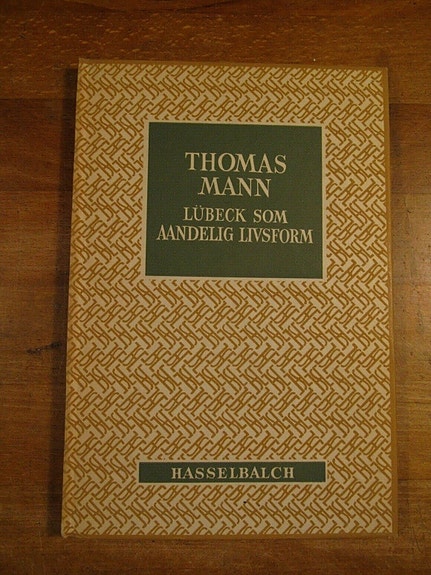 THOMAS
MANN
LÜBECK SOM
AANDELIG LIVSFORM
HASSELBALCH